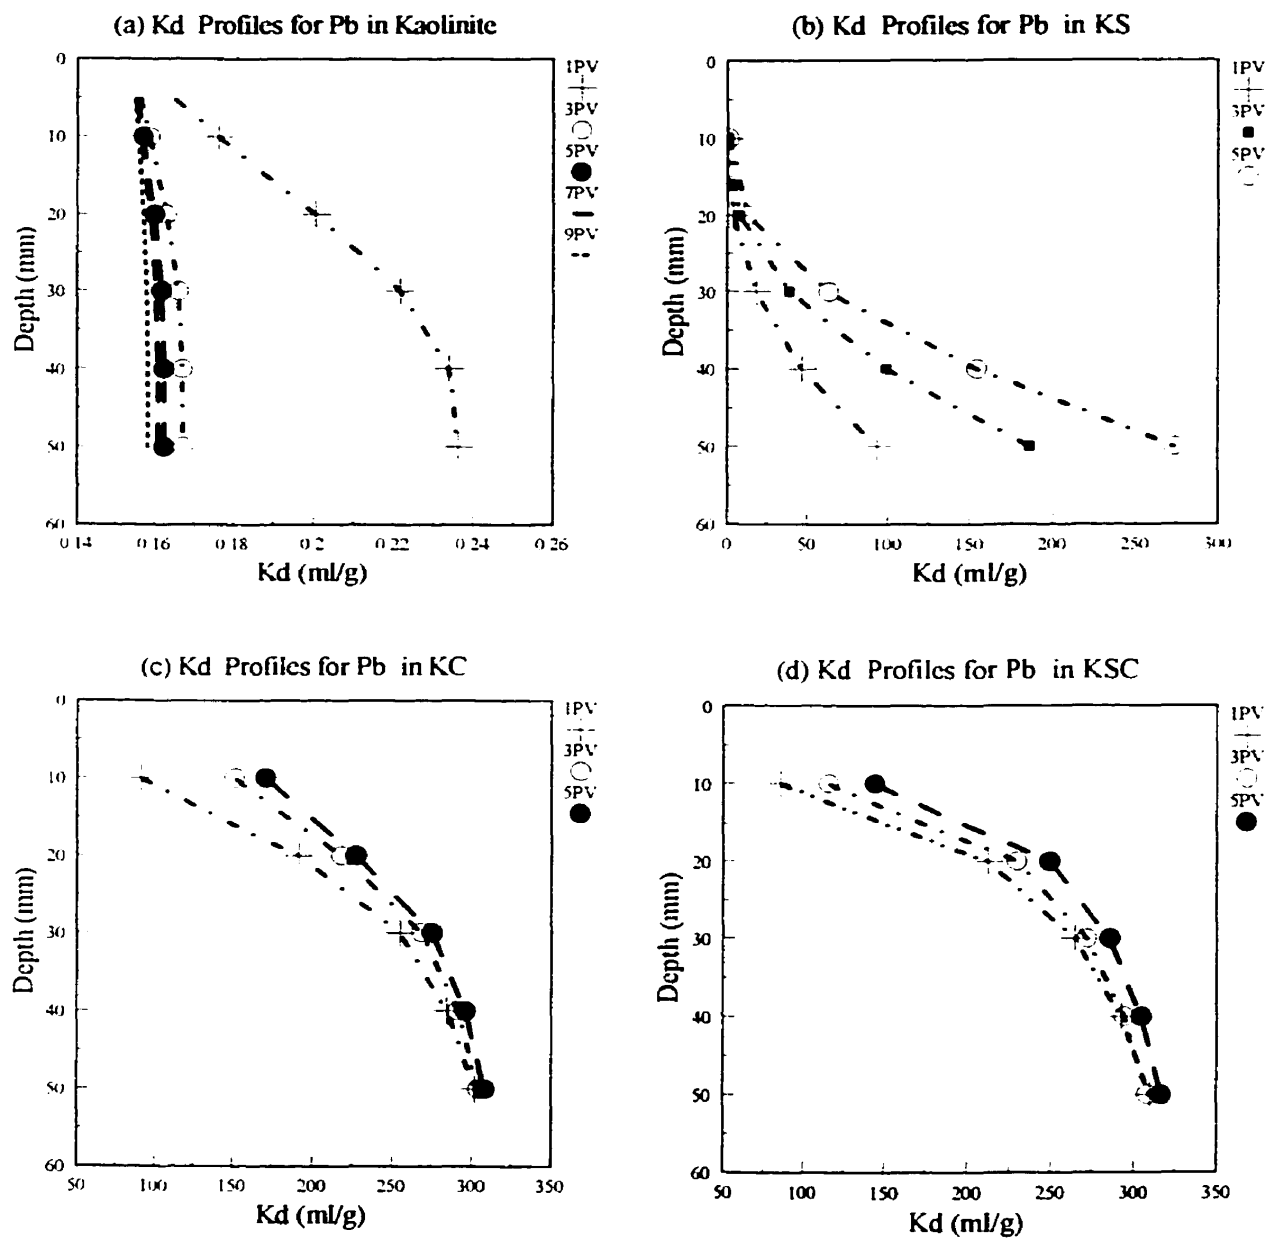 (a) Kd Profiles for Pb in Kaolinite
0
10
20
30
40
50
60
Depth (mm)
0.14
0.16
0.18
0.2
0.22
0.24
0.26
Kd (ml/g)
1PV
3PV
5PV
7PV
9PV
(b) Kd Profiles for Pb in KS
0
10
20
30
40
50
60
Depth (mm)
0
50
100
150
200
250
300
Kd (ml/g)
1PV
3PV
5PV
(c) Kd Profiles for Pb in KC
0
10
20
30
40
50
60
Depth (mm)
50
100
150
200
250
300
350
Kd (ml/g)
1PV
3PV
5PV
(d) Kd Profiles for Pb in KSC
0
10
20
30
40
50
60
Depth (mm)
50
100
150
200
250
300
350
Kd (ml/g)
1PV
3PV
5PV